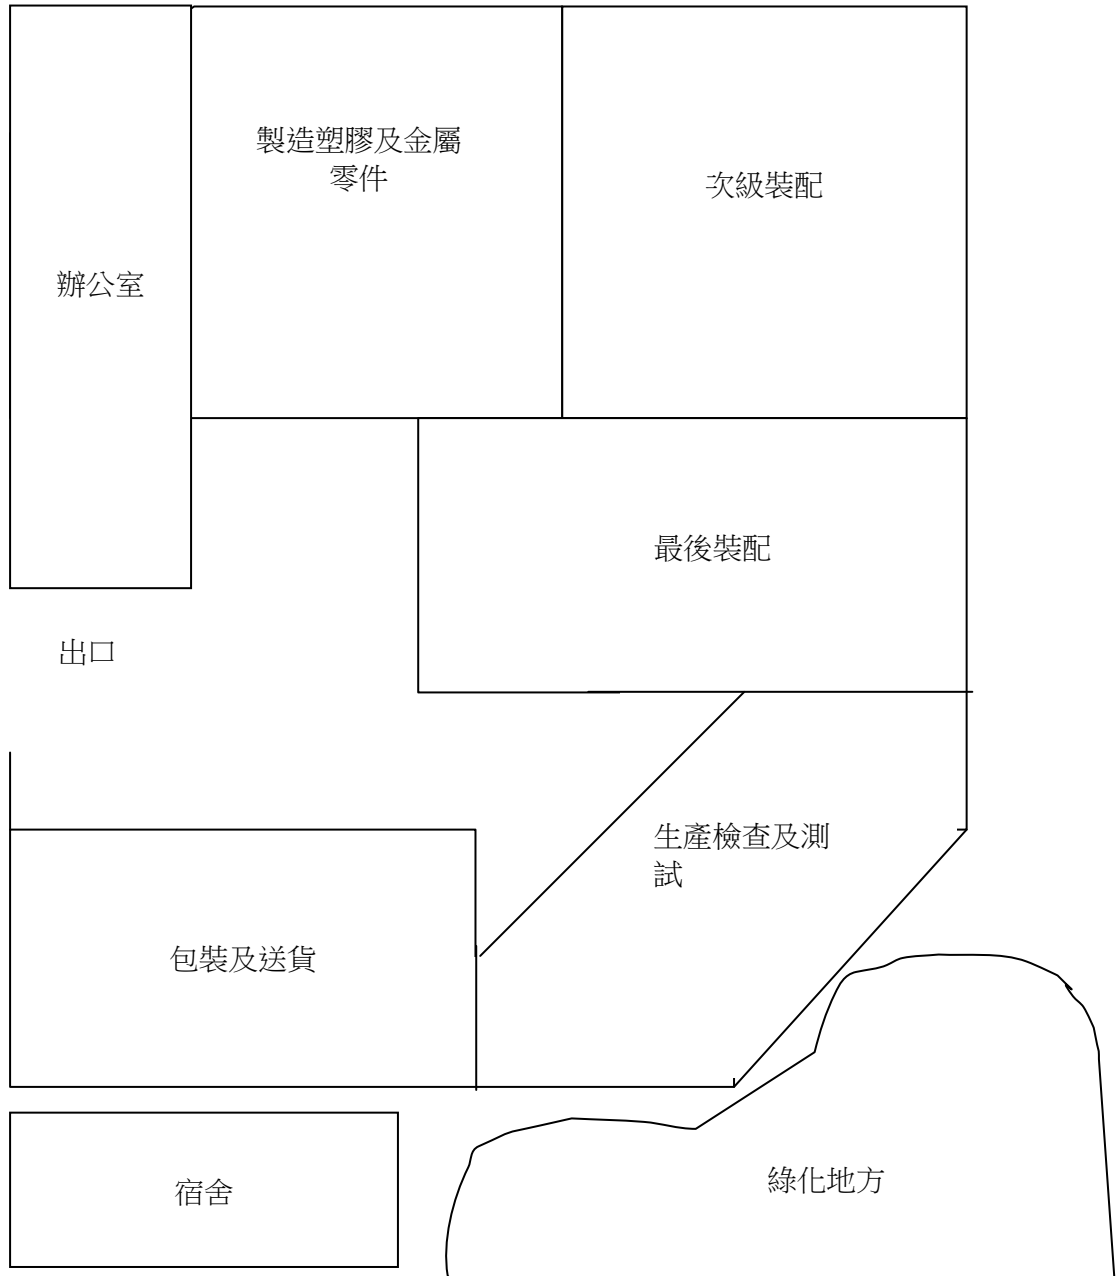 製造塑膠及金屬
零件
次級裝配
辦公室
最後裝配
出口
生產檢查及測
試
包裝及送貨
綠化地方
宿舍